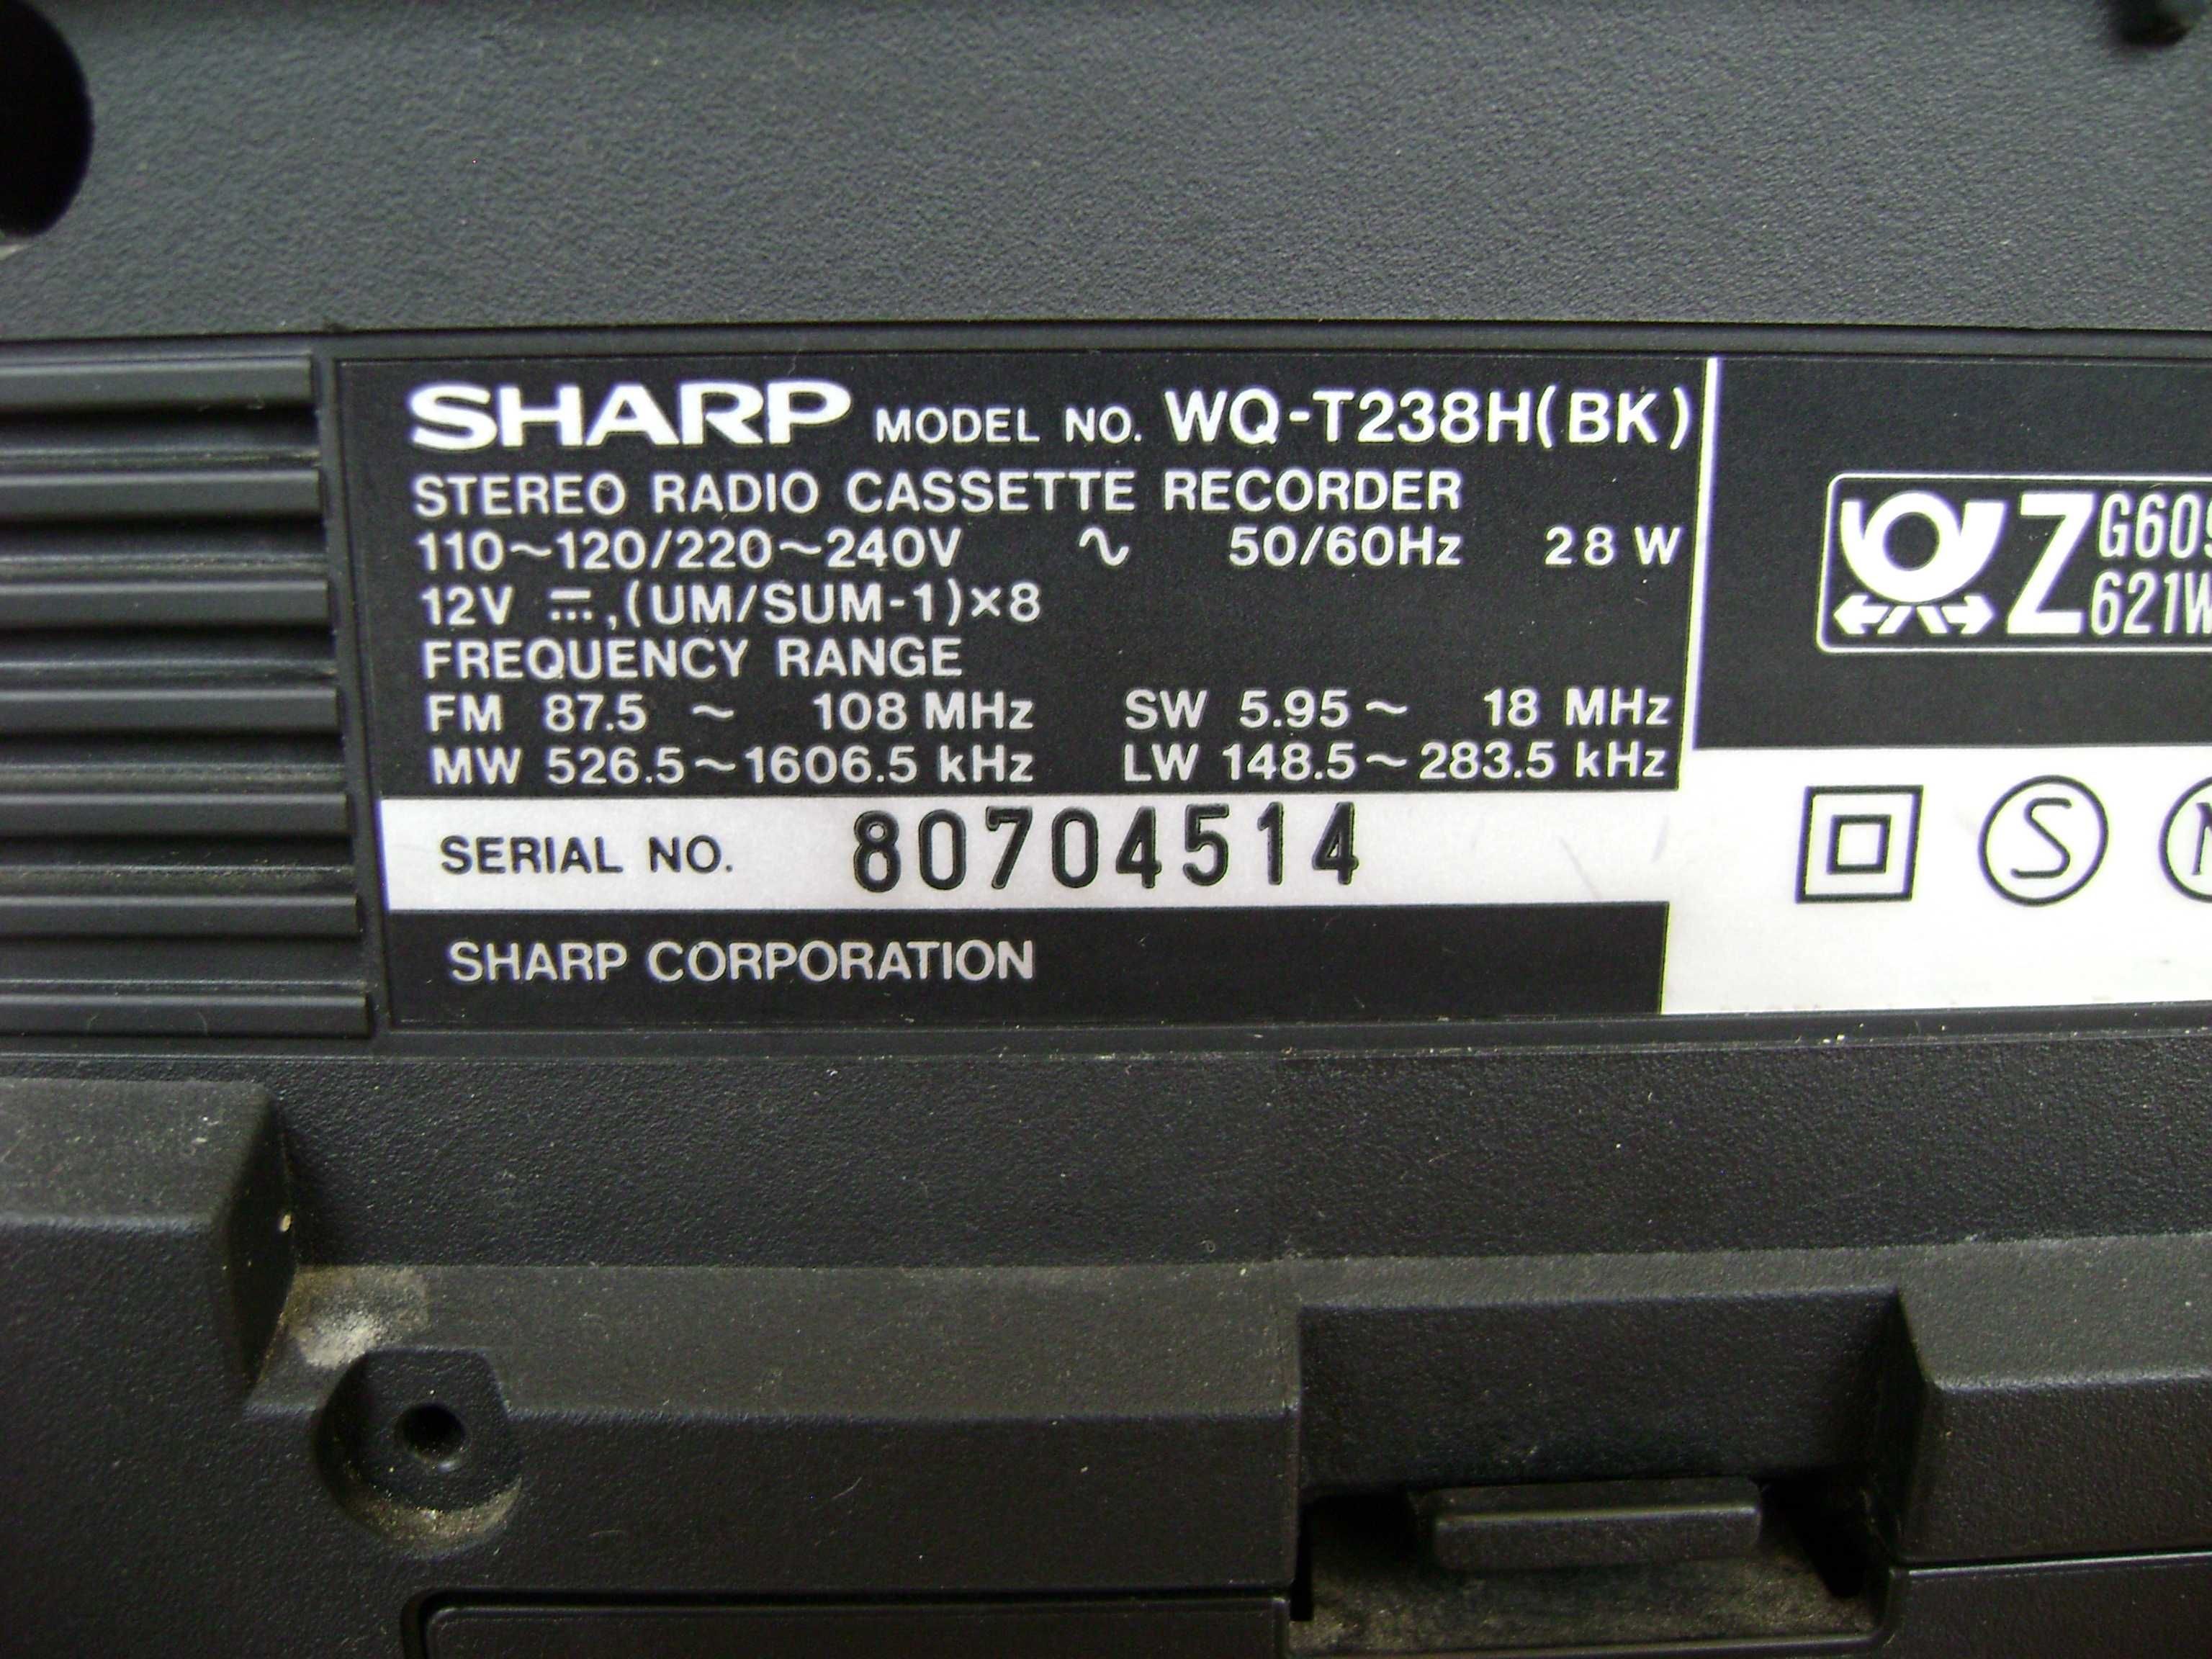 SHARP MODEL NO. WQ-T238H(BK)
STEREO RADIO CASSETTE RECORDER
110~120/220~240V ∿ 50/60Hz 28 W
12V ⎓,(UM/SUM-1)×8
FREQUENCY RANGE
FM 87.5 ~ 108 MHz SW 5.95~ 18 MHz
MW 526.5~1606.5 kHz LW 148.5~283.5 kHz
SERIAL NO. 80704514
SHARP CORPORATION
Z
621W
S